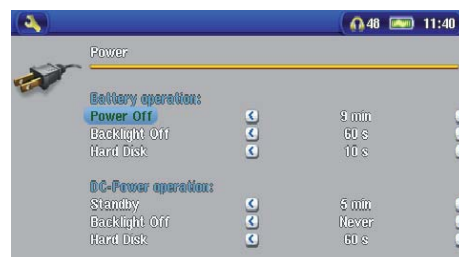 48 11:40
Power
Battery operation:
Power Off 9 min
Backlight Off 60 s
Hard Disk 10 s
DC-Power operation:
Standby 5 min
Backlight Off Never
Hard Disk 60 s